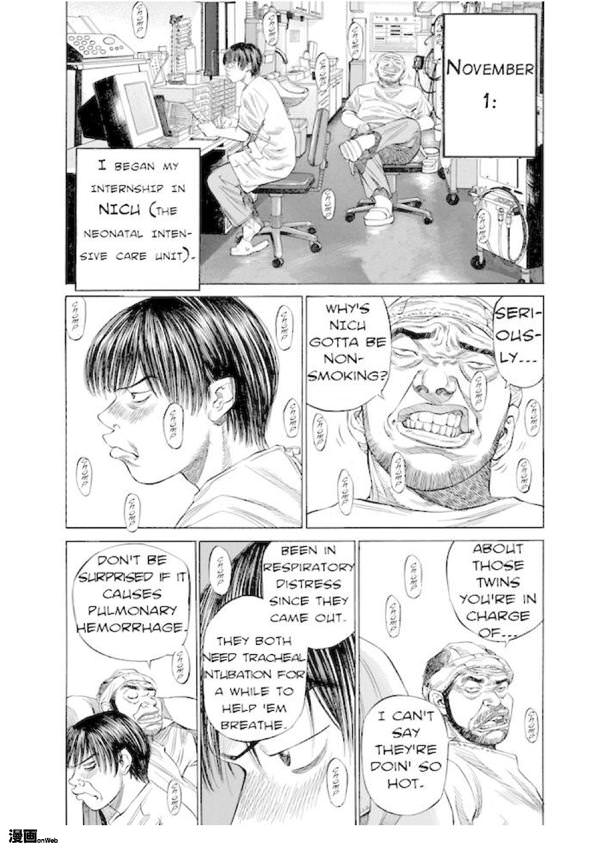 NOVEMBER
1:
I BEGAN MY
INTERNSHIP IN
NICU (THE
NEONATAL INTEN-
SIVE CARE UNIT).
SERI-
OUS-
LY...
WHY'S
NICU
GOTTA BE
NON-
SMOKING?
ABOUT
THOSE
TWINS
YOU'RE IN
CHARGE
OF...
I CAN'T
SAY
THEY'RE
DOIN' SO
HOT.
BEEN IN
RESPIRATORY
DISTRESS
SINCE THEY
CAME OUT.
THEY BOTH
NEED TRACHEAL
INTUBATION FOR
A WHILE TO
HELP 'EM
BREATHE.
DON'T BE
SURPRISED IF IT
CAUSES
PULMONARY
HEMORRHAGE.
漫画onWeb